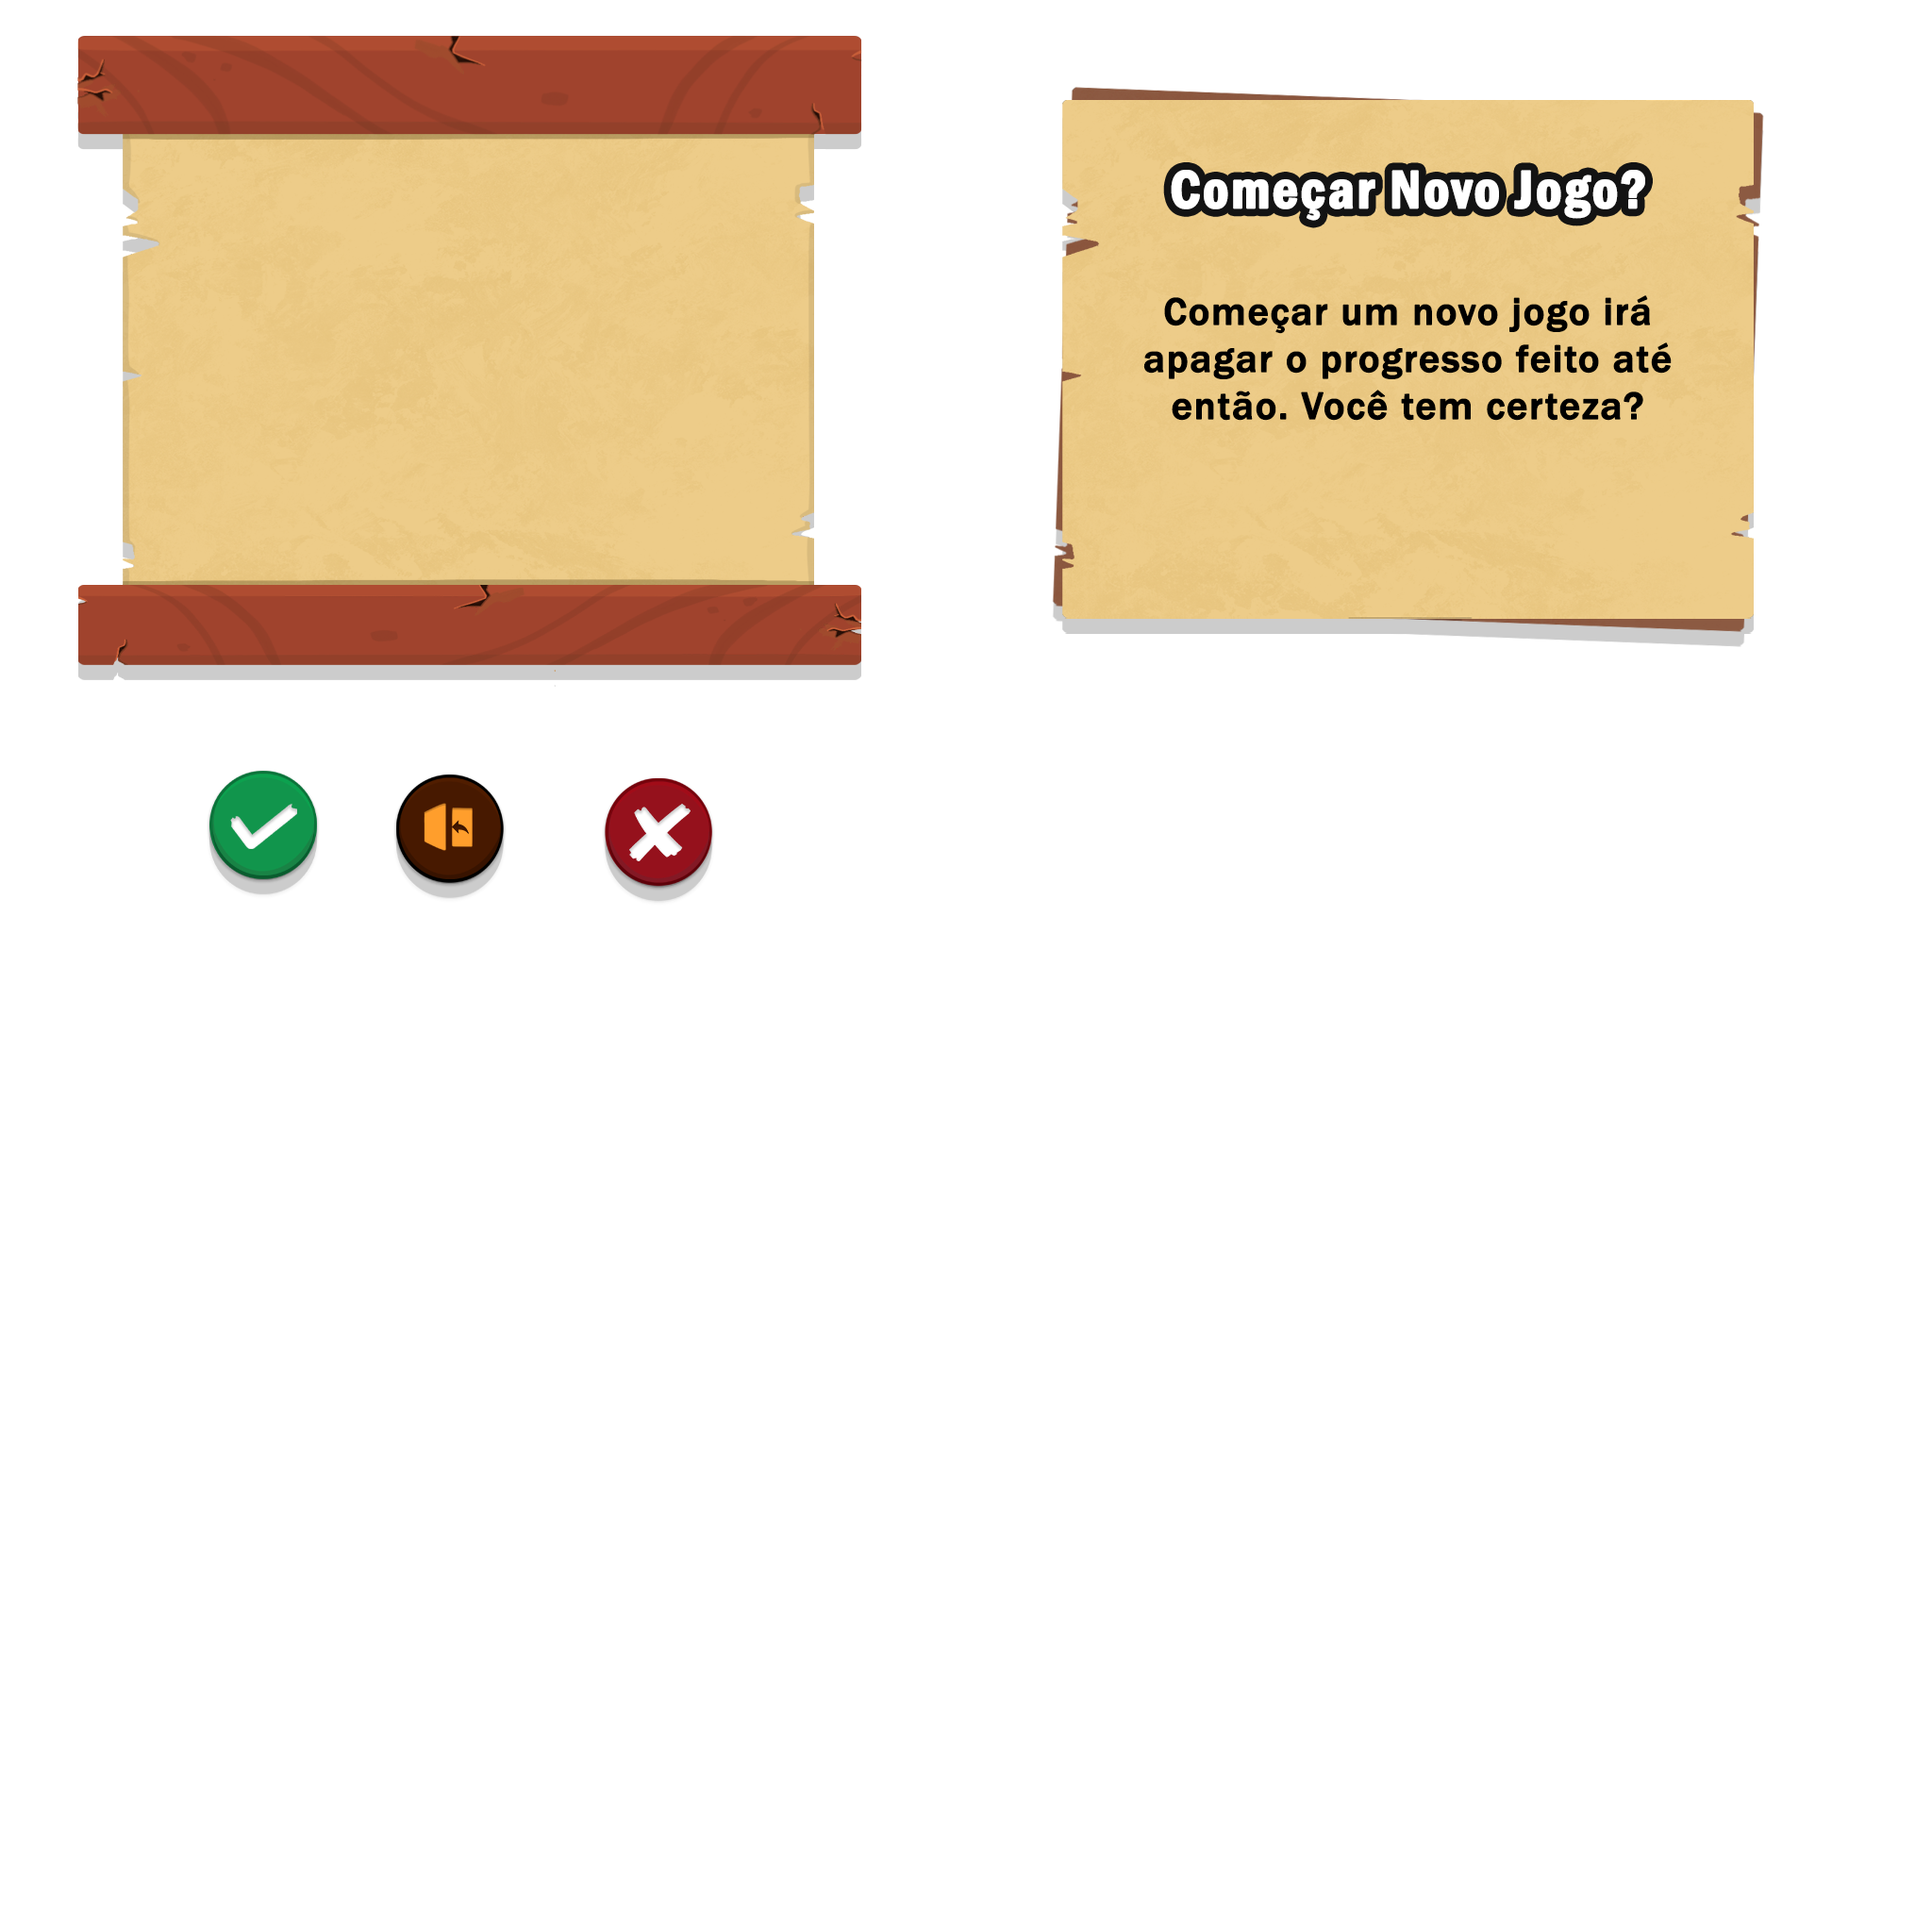 Começar Novo Jogo?
Começar um novo jogo irá
apagar o progresso feito até
então. Você tem certeza?